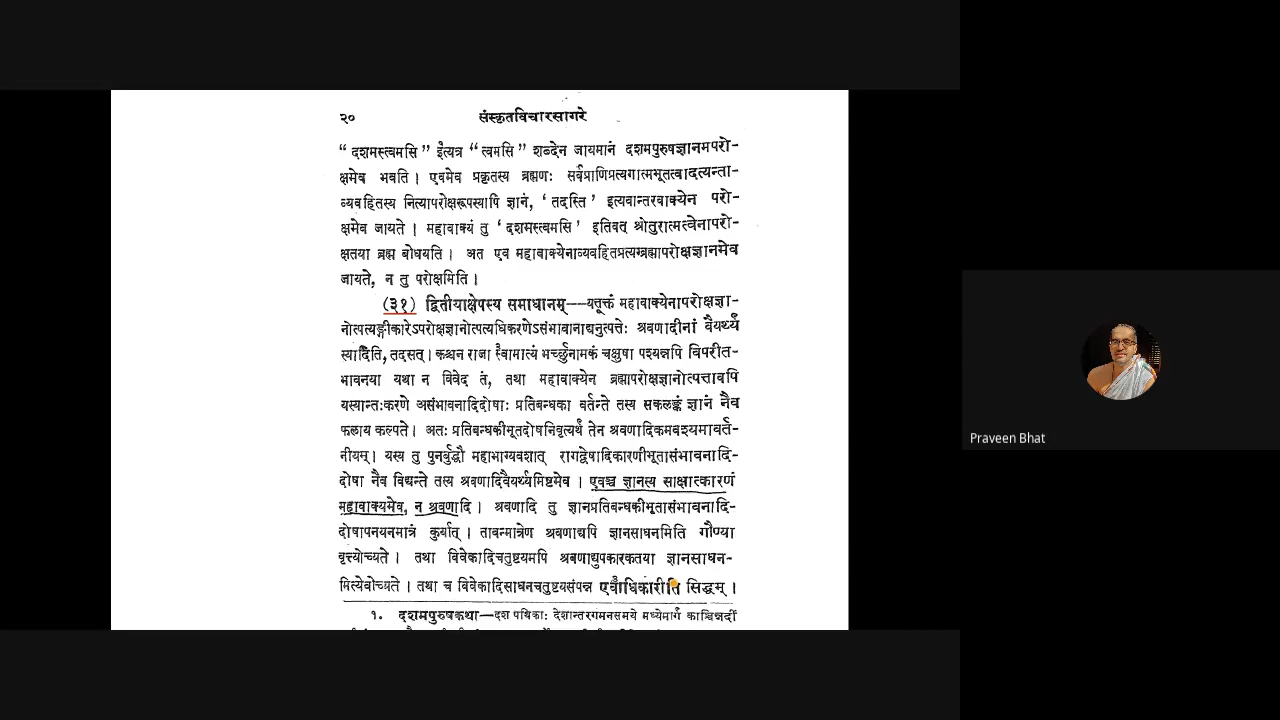 २० संस्कृतविचारसागरे
“ दशमस्त्वमसि ” ईत्यत्र “ त्वमसि ” शब्देन जायमानं दशमपुरुषज्ञानमपरो-
क्षमेव भवति । एवमेव प्रकृतस्य ब्रह्मणः सर्वप्राणिप्रत्यगात्मभूतत्वादत्यन्ता-
व्यवहितस्य नित्यापरोक्षरूपस्यापि ज्ञानं, ‘ तदस्ति ’ इत्यवान्तरवाक्येन परो-
क्षमेव जायते । महावाक्यं तु ‘ दशमस्त्वमसि ’ इतिवत् श्रोतुरात्मत्वेनापरो-
क्षतया ब्रह्म बोधयति । अत एव महावाक्येनाव्यवहितप्रत्यग्ब्रह्मापरोक्षज्ञानमेव
जायते, न तु परोक्षमिति ।
(३१) द्वितीयाक्षेपस्य समाधानम्—यत्तूक्तं महावाक्येनापरोक्षज्ञा-
नोत्पत्यङ्गीकारेऽपरोक्षज्ञानोत्पत्यधिकरणेऽसंभावानाद्यनुत्पत्तेः श्रवणादीनां वैयर्थ्यं
स्यादिति, तदसत् । कश्चन राजा स्वामात्यं भर्च्छुनामकं चक्षुषा पश्यन्नपि विपरीत-
भावनया यथा न विवेद तं, तथा महावाक्येन ब्रह्मापरोक्षज्ञानोत्पत्तावपि
यस्यान्तःकरणे असंभावनादिदोषाः प्रतिबन्धका वर्तन्ते तस्य सकलङ्कं ज्ञानं नैव
फलाय कल्पते । अतः प्रतिबन्धकीभूतदोषनिवृत्यर्थं तेन श्रवणादिकमवश्यमावर्त-
नीयम् । यस्य तु पुनर्बुद्धौ महाभाग्यवशात् रागद्वेषादिकारणीभूतासंभावनादि-
दोषा नैव विद्यन्ते तस्य श्रवणादिवैयर्थ्यमिष्टमेव । एवञ्च ज्ञानस्य साक्षात्कारणं
महावाक्यमेव, न श्रवणादि । श्रवणादि तु ज्ञानप्रतिबन्धकीभूतासंभावनादि-
दोषापनयनमात्रं कुर्यात् । तावन्मात्रेण श्रवणाद्यपि ज्ञानसाधनमिति गौण्या
वृत्त्योच्यते । तथा विवेकादिचतुष्टयमपि श्रवणाद्युपकारकतया ज्ञानसाधन-
मित्येवोच्यते । तथा च विवेकादिसाधनचतुष्टयसंपन्न एवाधिकारीति सिद्धम् ।
१. दशमपुरुषकथा—दश पथिकाः देशान्तरगमनसमये मध्येमार्गं काञ्चिन्नदीं
Praveen Bhat